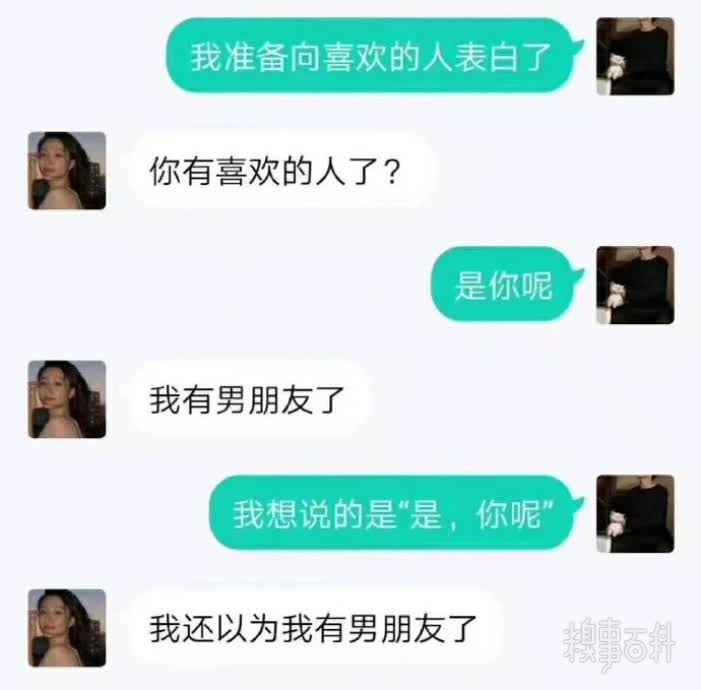 我准备向喜欢的人表白了
你有喜欢的人了？
是你呢
我有男朋友了
我想说的是“是，你呢”
我还以为我有男朋友了
糗事百科